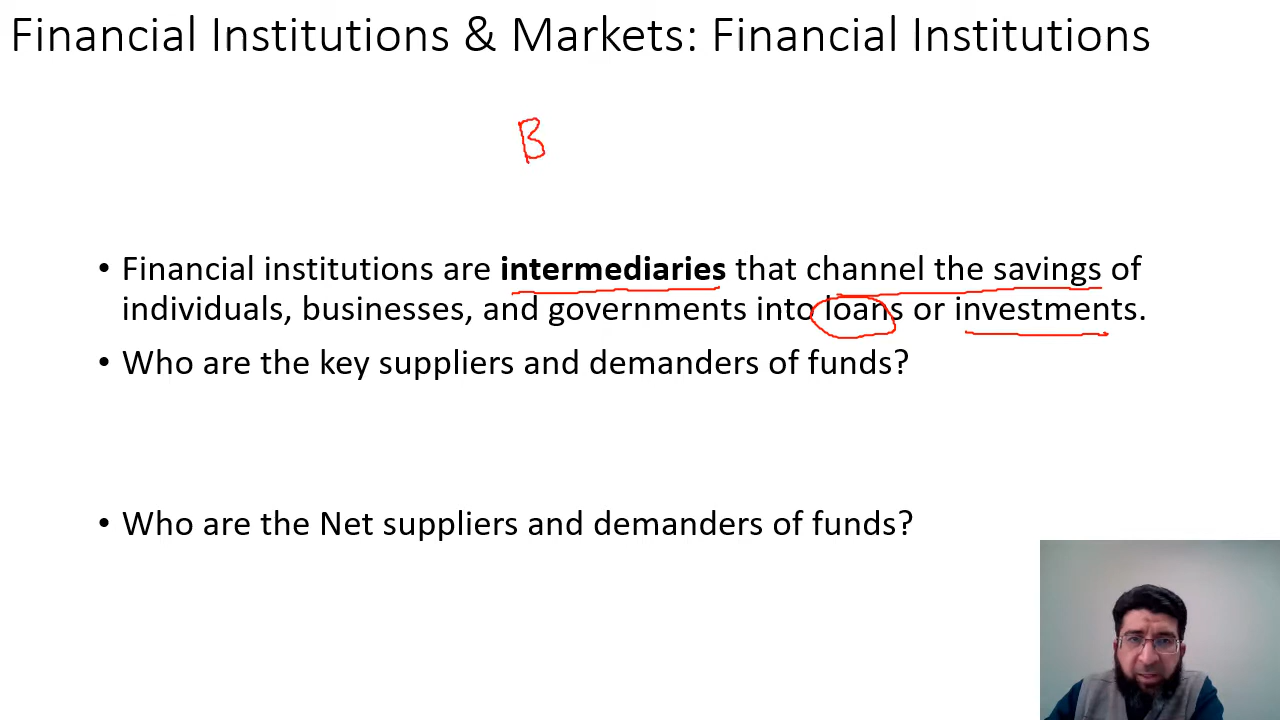 Financial Institutions & Markets: Financial Institutions
B
• Financial institutions are intermediaries that channel the savings of
individuals, businesses, and governments into loans or investments.
• Who are the key suppliers and demanders of funds?
• Who are the Net suppliers and demanders of funds?